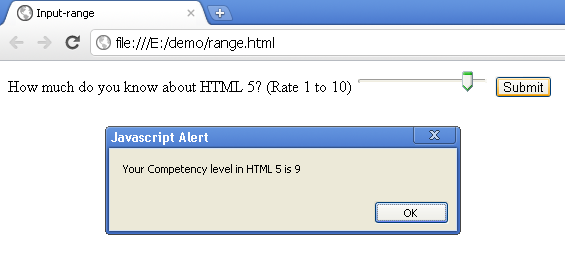 Input-range
file:///E:/demo/range.html
How much do you know about HTML 5? (Rate 1 to 10) Submit
Javascript Alert
Your Competency level in HTML 5 is 9
OK